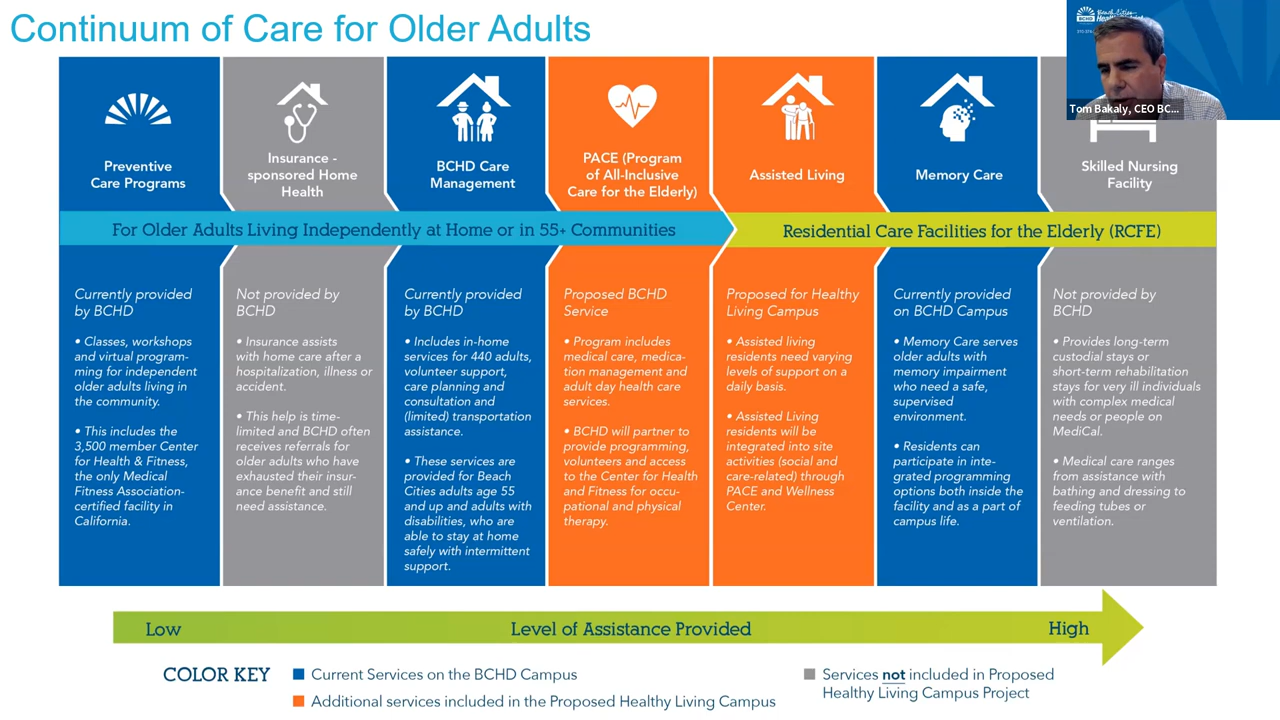 Continuum of Care for Older Adults
BCHD
Tom Bakaly, CEO BC...
Preventive
Care Programs
Insurance -
sponsored Home
Health
BCHD Care
Management
PACE (Program
of All-Inclusive
Care for the Elderly)
Assisted Living
Memory Care
Skilled Nursing
Facility
For Older Adults Living Independently at Home or in 55+ Communities
Residential Care Facilities for the Elderly (RCFE)
Currently provided
by BCHD
• Classes, workshops
and virtual program-
ming for independent
older adults living in
the community.
• This includes the
3,500 member Center
for Health & Fitness,
the only Medical
Fitness Association-
certified facility in
California.
Not provided by
BCHD
• Insurance assists
with home care after a
hospitalization, illness or
accident.
• This help is time-
limited and BCHD often
receives referrals for
older adults who have
exhausted their insur-
ance benefit and still
need assistance.
Currently provided
by BCHD
• Includes in-home
services for 440 adults,
volunteer support,
care planning and
consultation and
(limited) transportation
assistance.
• These services are
provided for Beach
Cities adults age 55
and up and adults with
disabilities, who are
able to stay at home
safely with intermittent
support.
Proposed BCHD
Service
• Program includes
medical care, medica-
tion management and
adult day health care
services.
• BCHD will partner to
provide programming,
volunteers and access
to the Center for Health
and Fitness for occu-
pational and physical
therapy.
Proposed for Healthy
Living Campus
• Assisted living
residents need varying
levels of support on a
daily basis.
• Assisted Living
residents will be
integrated into site
activities (social and
care-related) through
PACE and Wellness
Center.
Currently provided
on BCHD Campus
• Memory Care serves
older adults with
memory impairment
who need a safe,
supervised
environment.
• Residents can
participate in inte-
grated programming
options both inside the
facility and as a part of
campus life.
Not provided by
BCHD
• Provides long-term
custodial stays or
short-term rehabilitation
stays for very ill individuals
with complex medical
needs or people on
MediCal.
• Medical care ranges
from assistance with
bathing and dressing to
feeding tubes or
ventilation.
Low
Level of Assistance Provided
High
COLOR KEY
Current Services on the BCHD Campus
Additional services included in the Proposed Healthy Living Campus
Services not included in Proposed
Healthy Living Campus Project